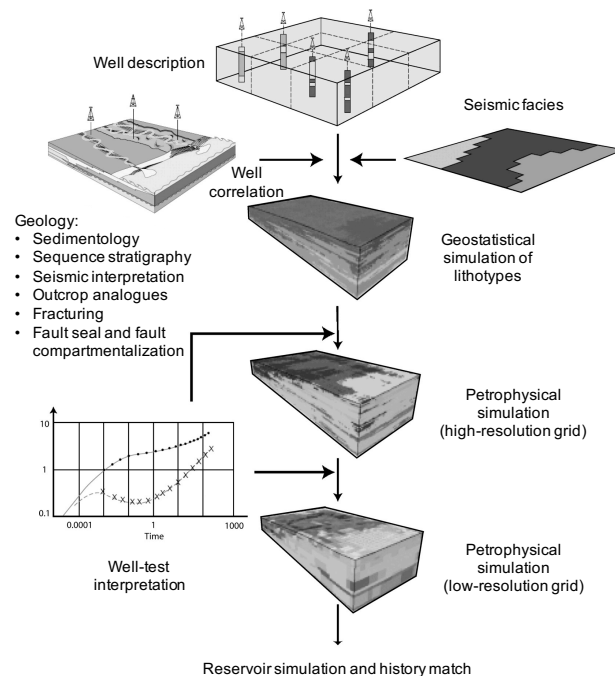 Well description
Seismic facies
Well
correlation
Geology:
• Sedimentology
• Sequence stratigraphy
• Seismic interpretation
• Outcrop analogues
• Fracturing
• Fault seal and fault
compartmentalization
Geostatistical
simulation of
lithotypes
Petrophysical
simulation
(high-resolution grid)
10
1
0.1
0.0001
1
1000
Time
Well-test
interpretation
Petrophysical
simulation
(low-resolution grid)
Reservoir simulation and history match